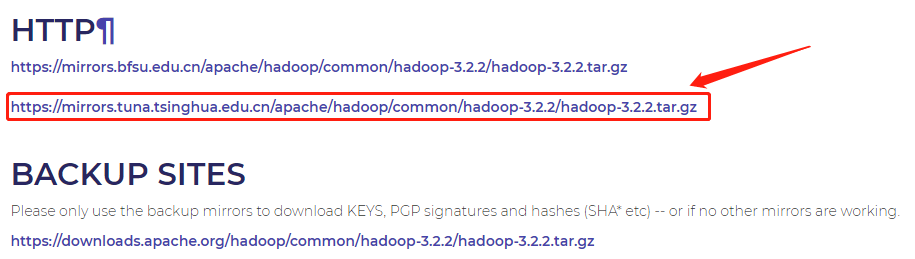 HTTP¶
https://mirrors.bfsu.edu.cn/apache/hadoop/common/hadoop-3.2.2/hadoop-3.2.2.tar.gz
https://mirrors.tuna.tsinghua.edu.cn/apache/hadoop/common/hadoop-3.2.2/hadoop-3.2.2.tar.gz
BACKUP SITES
Please only use the backup mirrors to download KEYS, PGP signatures and hashes (SHA* etc) -- or if no other mirrors are working.
https://downloads.apache.org/hadoop/common/hadoop-3.2.2/hadoop-3.2.2.tar.gz